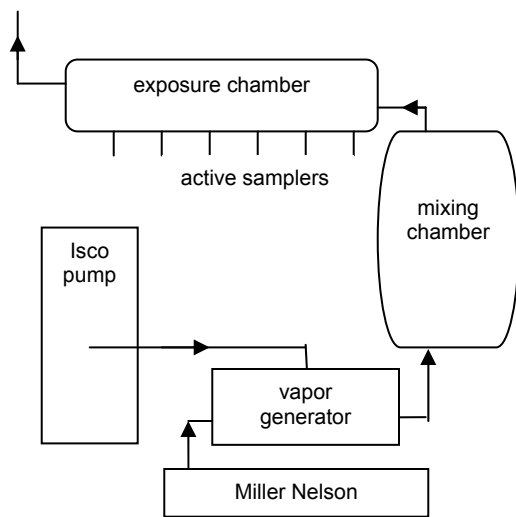 exposure chamber
active samplers
mixing
chamber
Isco
pump
vapor
generator
Miller Nelson